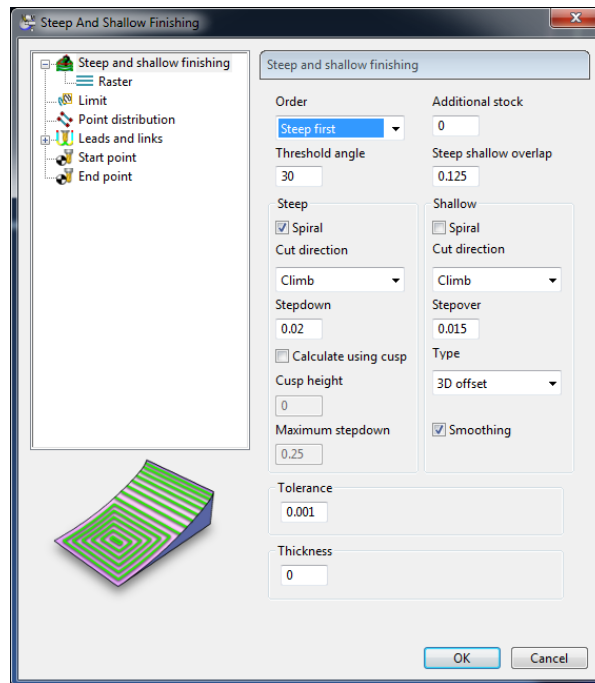 Steep And Shallow Finishing
Steep and shallow finishing
Raster
Limit
Point distribution
Leads and links
Start point
End point
Steep and shallow finishing
Order Additional stock
Steep first 0
Threshold angle Steep shallow overlap
30 0.125
Steep Shallow
Spiral Spiral
Cut direction Cut direction
Climb Climb
Stepdown Stepover
0.02 0.015
Calculate using cusp Type
Cusp height 3D offset
0
Maximum stepdown Smoothing
0.25
Tolerance
0.001
Thickness
0
OK Cancel